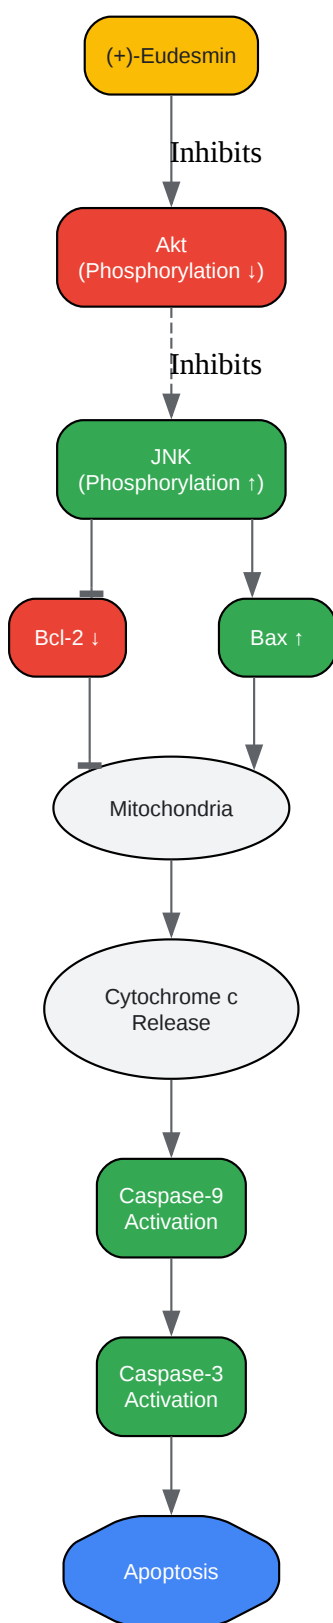 (+)-Eudesmin
Inhibits
Akt
(Phosphorylation ↓)
Inhibits
JNK
(Phosphorylation ↑)
Bcl-2 ↓
Bax ↑
Mitochondria
Cytochrome c
Release
Caspase-9
Activation
Caspase-3
Activation
Apoptosis